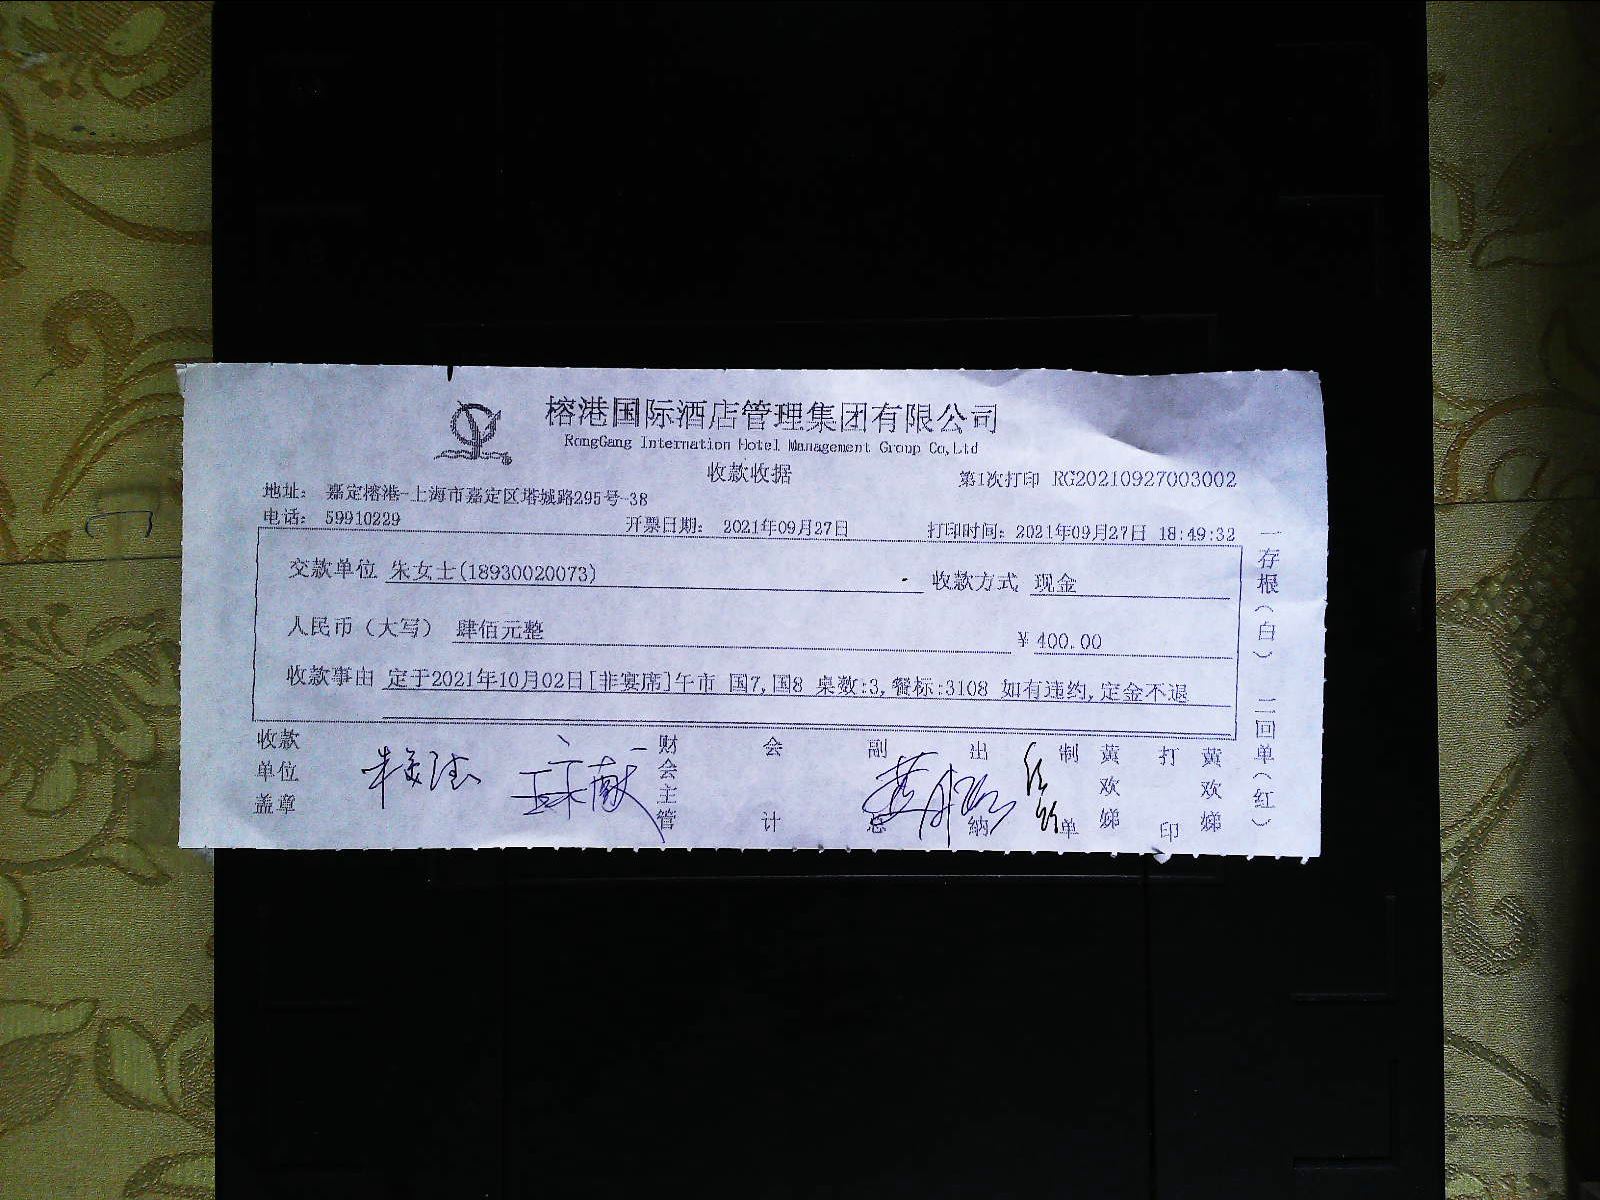 榕港国际酒店管理集团有限公司
RongGang Internation Hotel Management Group Co,Ltd
收款收据
第1次打印 RG20210927003002
地址: 嘉定榕港-上海市嘉定区塔城路295号-38
电话: 59910229 开票日期: 2021年09月27日 打印时间: 2021年09月27日 18:49:32
交款单位 朱女士(18930020073) 收款方式 现金
人民币（大写） 肆佰元整 ￥400.00
收款事由 定于2021年10月02日[非宴席]午市 国7,国8 桌数:3,餐标:3108 如有违约,定金不退
收款单位盖章
财会主管
会计
副总
出纳
制单
黄欢娣
打印
黄欢娣
一存根(白) 二回单(红)